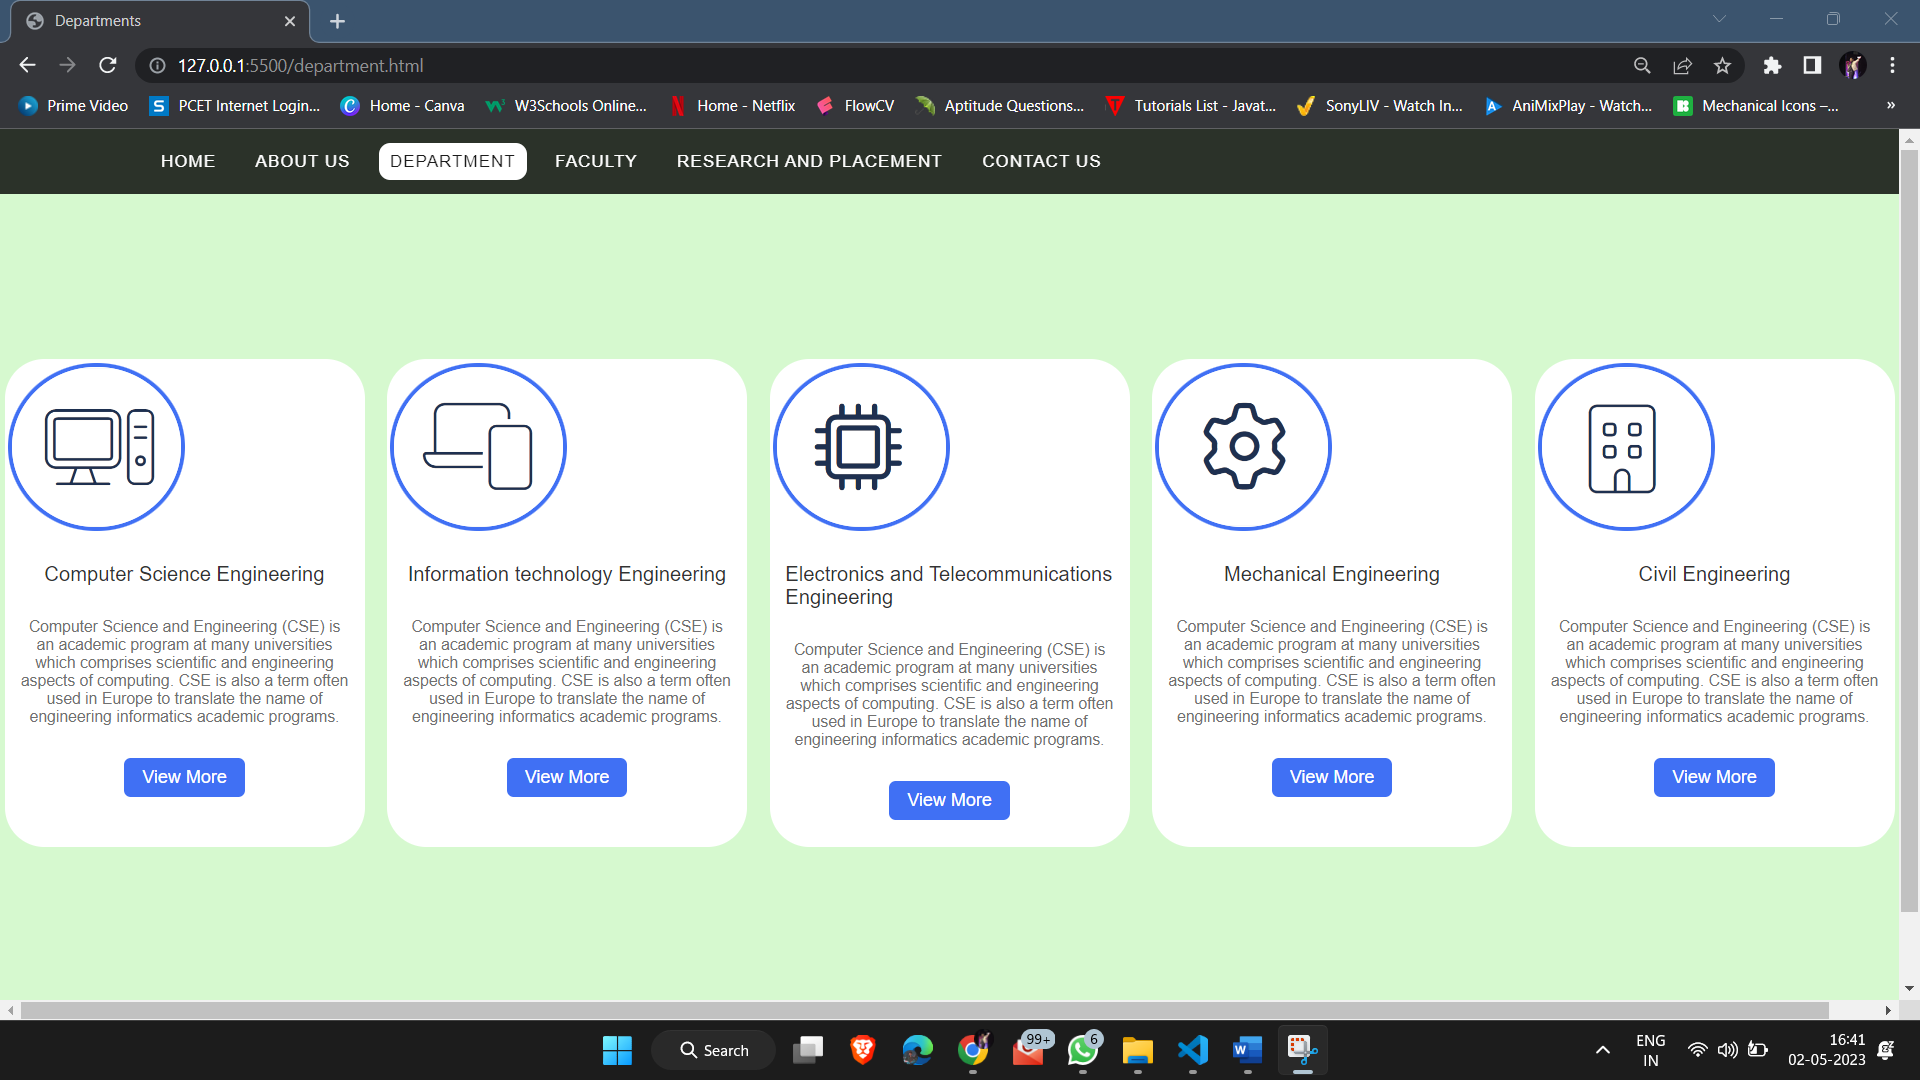 Departments
127.0.0.1:5500/department.html
Prime Video
S PCET Internet Login...
Home - Canva
W3Schools Online...
Home - Netflix
FlowCV
Aptitude Questions...
Tutorials List - Javat...
SonyLIV - Watch In...
AniMixPlay - Watch...
Mechanical Icons –...
»
HOME ABOUT US DEPARTMENT FACULTY RESEARCH AND PLACEMENT CONTACT US
Computer Science Engineering
Computer Science and Engineering (CSE) is
an academic program at many universities
which comprises scientific and engineering
aspects of computing. CSE is also a term often
used in Europe to translate the name of
engineering informatics academic programs.
View More
Information technology Engineering
Computer Science and Engineering (CSE) is
an academic program at many universities
which comprises scientific and engineering
aspects of computing. CSE is also a term often
used in Europe to translate the name of
engineering informatics academic programs.
View More
Electronics and Telecommunications
Engineering
Computer Science and Engineering (CSE) is
an academic program at many universities
which comprises scientific and engineering
aspects of computing. CSE is also a term often
used in Europe to translate the name of
engineering informatics academic programs.
View More
Mechanical Engineering
Computer Science and Engineering (CSE) is
an academic program at many universities
which comprises scientific and engineering
aspects of computing. CSE is also a term often
used in Europe to translate the name of
engineering informatics academic programs.
View More
Civil Engineering
Computer Science and Engineering (CSE) is
an academic program at many universities
which comprises scientific and engineering
aspects of computing. CSE is also a term often
used in Europe to translate the name of
engineering informatics academic programs.
View More
Search
99+
6
ENG
IN
16:41
02-05-2023